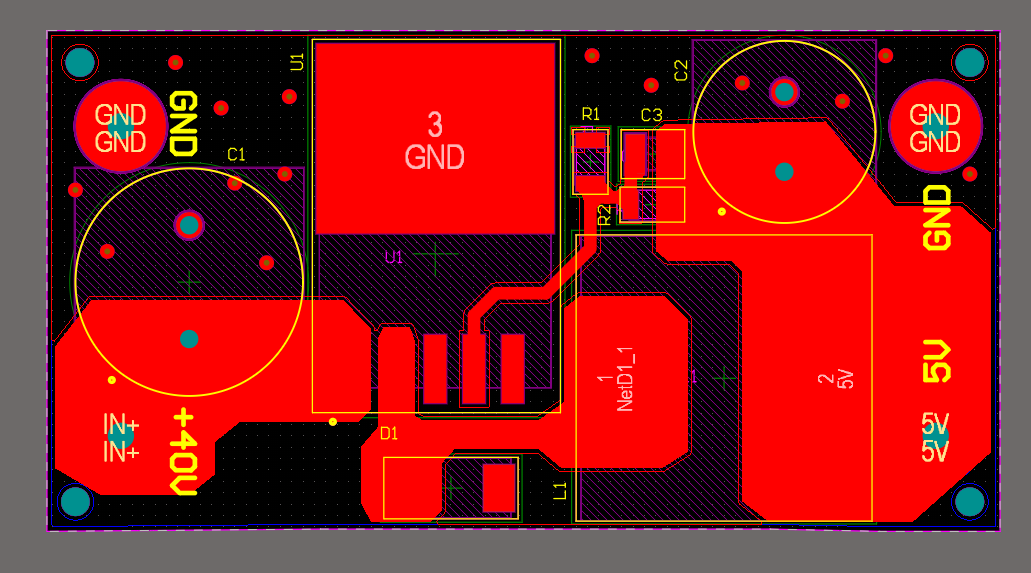 U1
C2
GND
GND
GND
3
GND
R1
C3
GND
GND
C1
R2
GND
U1
1
NetD1_1
1
2
5V
5V
IN+
IN+
+40V
D1
L1
5V
5V